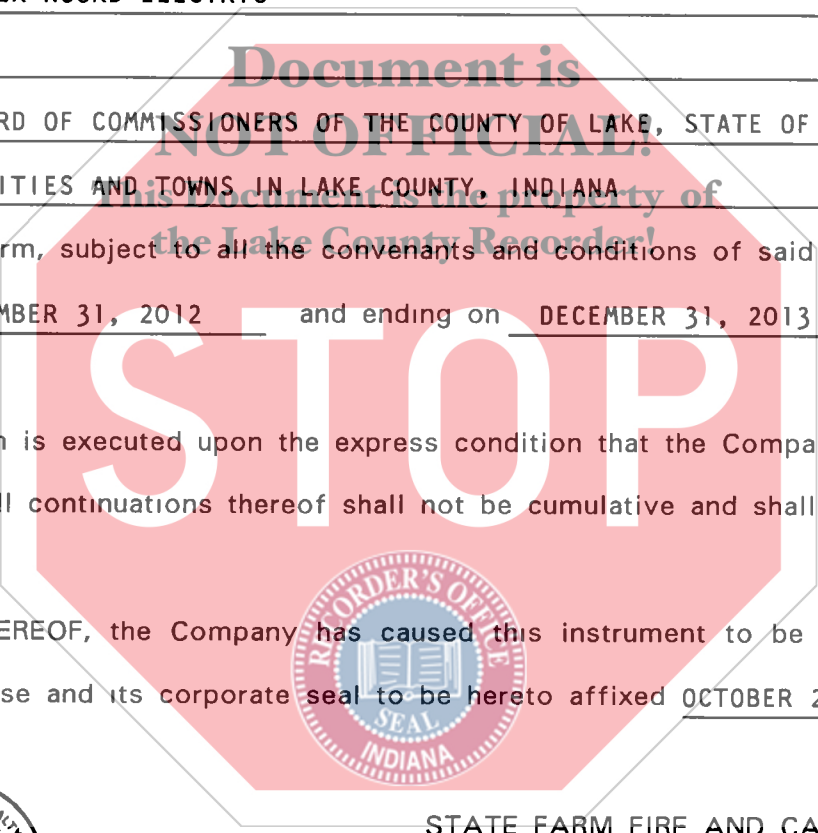 ELECTRIC
Document is
RD OF COMMISSIONERS OF THE COUNTY OF LAKE, STATE OF
NOT OFFICIAL!
ITIES AND TOWNS IN LAKE COUNTY, INDIANA
This Document is the property of
the Lake County Recorder!
rm, subject to all the convenants and conditions of said
MBER 31, 2012 and ending on DECEMBER 31, 2013
STOP
n is executed upon the express condition that the Compa
ll continuations thereof shall not be cumulative and shall
RECORDER'S OFFICE
EREOF, the Company has caused this instrument to be
se and its corporate seal to be hereto affixed OCTOBER 2
SEAL
INDIANA
STATE FARM FIRE AND CA